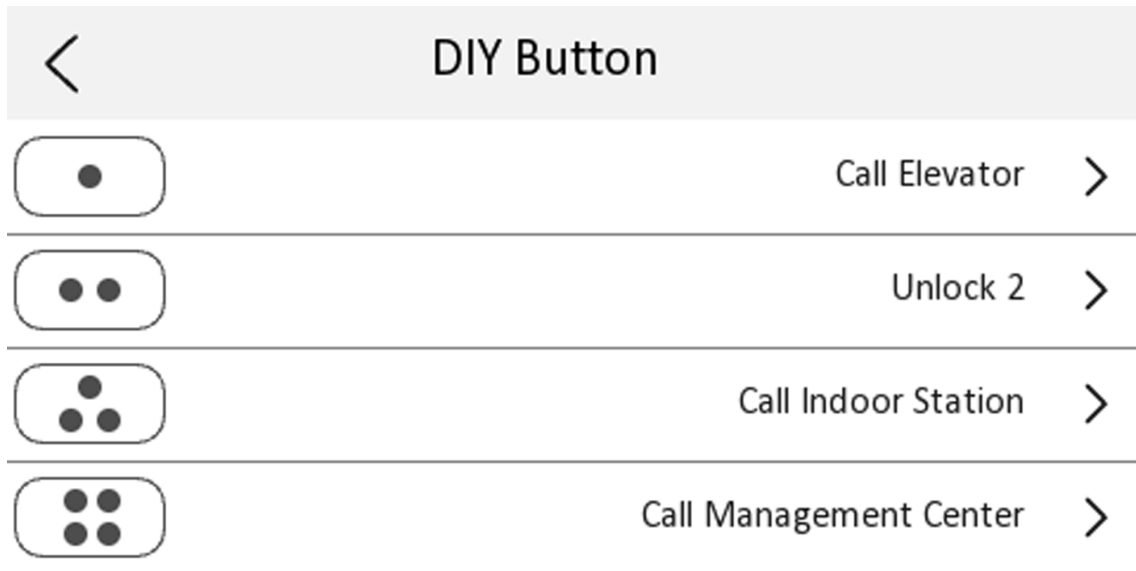 DIY Button
Call Elevator
Unlock 2
Call Indoor Station
Call Management Center